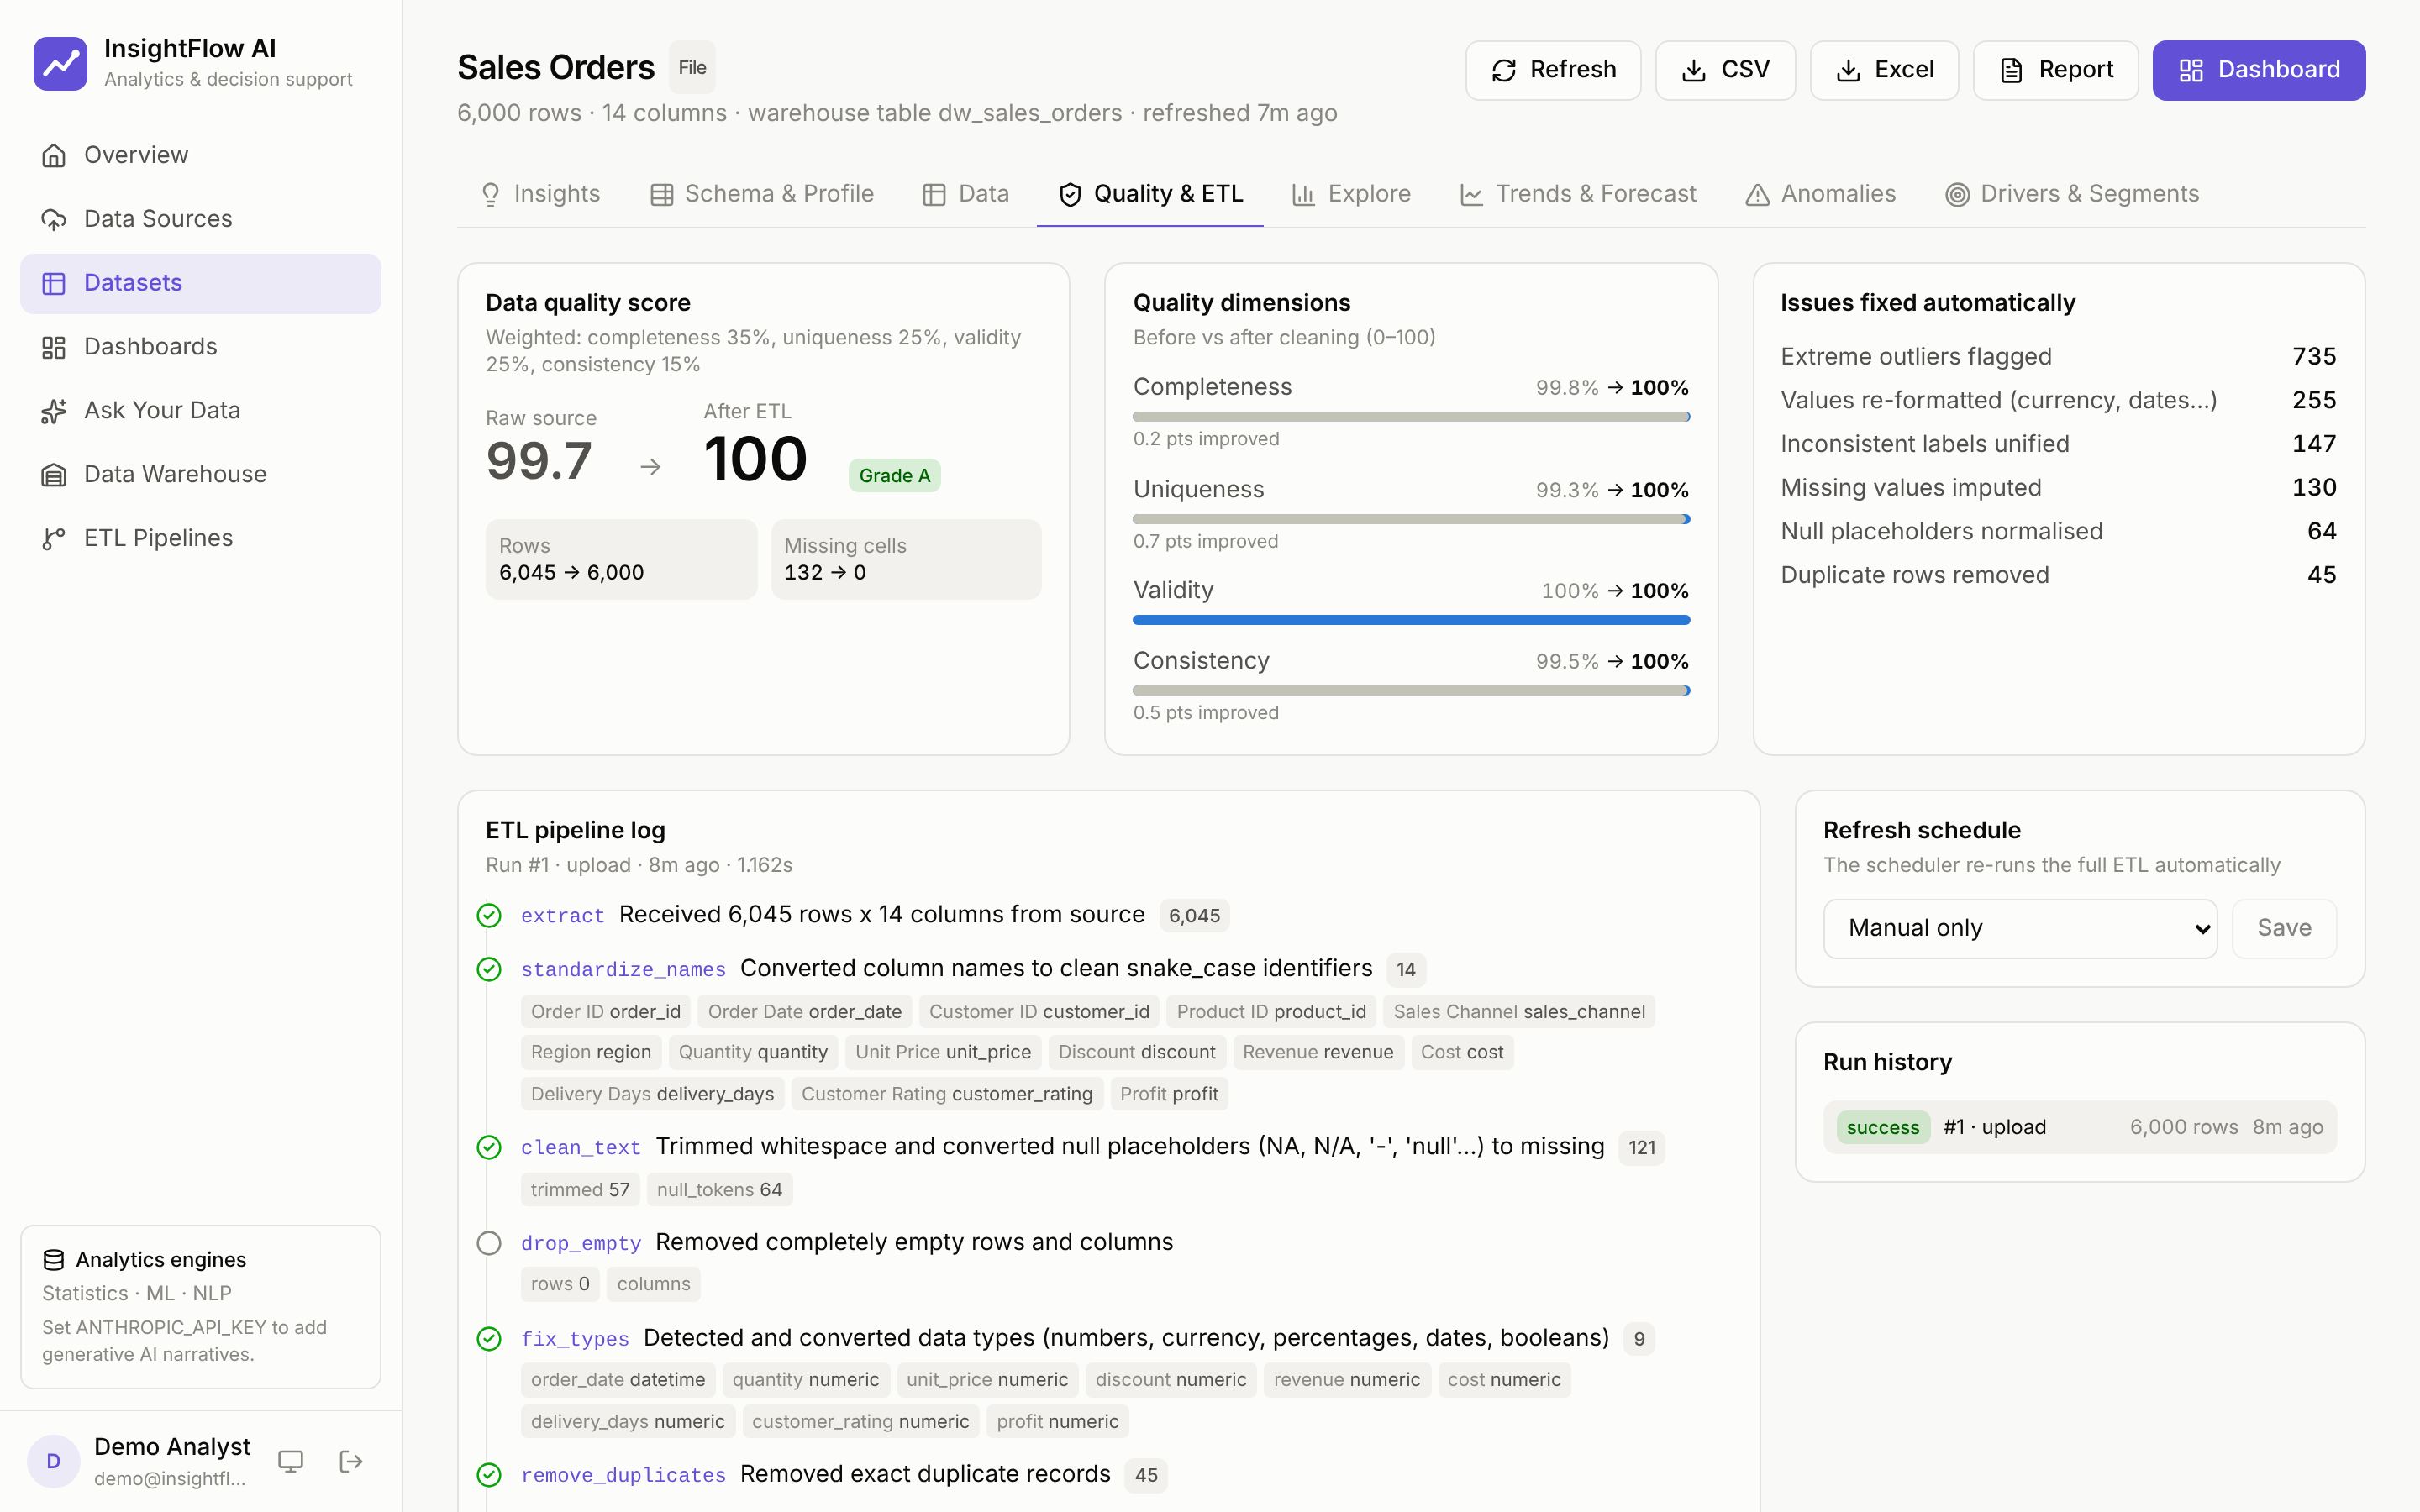 InsightFlow AI
Analytics & decision support
Overview
Data Sources
Datasets
Dashboards
Ask Your Data
Data Warehouse
ETL Pipelines
Analytics engines
Statistics · ML · NLP
Set ANTHROPIC_API_KEY to add
generative AI narratives.
D
Demo Analyst
demo@insightfl...
Sales Orders File
6,000 rows · 14 columns · warehouse table dw_sales_orders · refreshed 7m ago
Refresh CSV Excel Report Dashboard
Insights Schema & Profile Data Quality & ETL Explore Trends & Forecast Anomalies Drivers & Segments
Data quality score
Weighted: completeness 35%, uniqueness 25%, validity
25%, consistency 15%
Raw source After ETL
99.7 → 100 Grade A
Rows
6,045 → 6,000
Missing cells
132 → 0
Quality dimensions
Before vs after cleaning (0–100)
Completeness 99.8% → 100%
0.2 pts improved
Uniqueness 99.3% → 100%
0.7 pts improved
Validity 100% → 100%
Consistency 99.5% → 100%
0.5 pts improved
Issues fixed automatically
Extreme outliers flagged 735
Values re-formatted (currency, dates...) 255
Inconsistent labels unified 147
Missing values imputed 130
Null placeholders normalised 64
Duplicate rows removed 45
ETL pipeline log
Run #1 · upload · 8m ago · 1.162s
extract Received 6,045 rows x 14 columns from source 6,045
standardize_names Converted column names to clean snake_case identifiers 14
Order ID order_id Order Date order_date Customer ID customer_id Product ID product_id Sales Channel sales_channel
Region region Quantity quantity Unit Price unit_price Discount discount Revenue revenue Cost cost
Delivery Days delivery_days Customer Rating customer_rating Profit profit
clean_text Trimmed whitespace and converted null placeholders (NA, N/A, '-', 'null'...) to missing 121
trimmed 57 null_tokens 64
drop_empty Removed completely empty rows and columns
rows 0 columns
fix_types Detected and converted data types (numbers, currency, percentages, dates, booleans) 9
order_date datetime quantity numeric unit_price numeric discount numeric revenue numeric cost numeric
delivery_days numeric customer_rating numeric profit numeric
remove_duplicates Removed exact duplicate records 45
Refresh schedule
The scheduler re-runs the full ETL automatically
Manual only Save
Run history
success #1 · upload 6,000 rows 8m ago